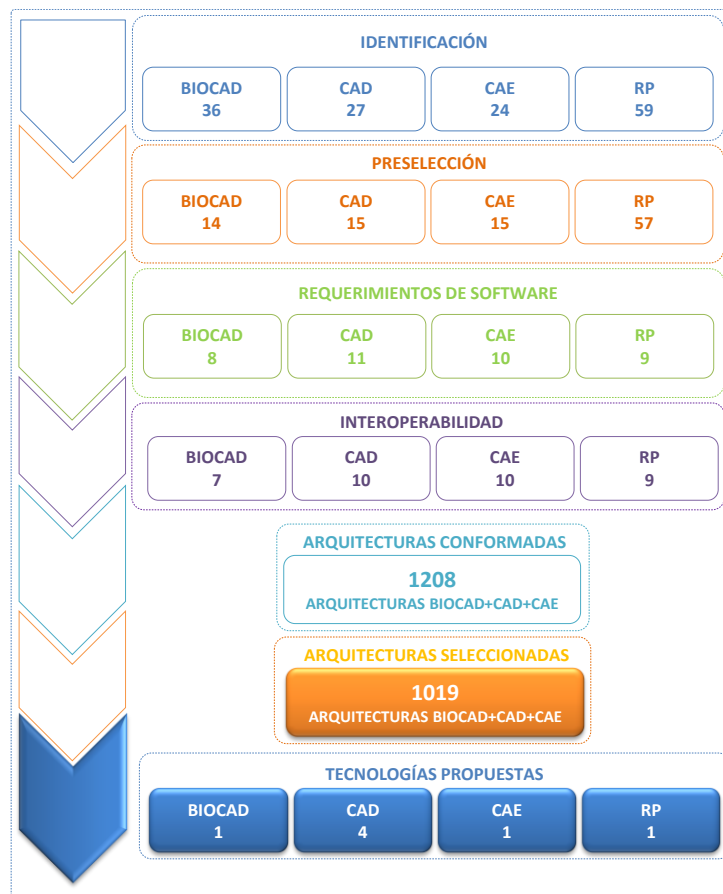 IDENTIFICACIÓN
BIOCAD CAD CAE RP
36 27 24 59
PRESELECCIÓN
BIOCAD CAD CAE RP
14 15 15 57
REQUERIMIENTOS DE SOFTWARE
BIOCAD CAD CAE RP
8 11 10 9
INTEROPERABILIDAD
BIOCAD CAD CAE RP
7 10 10 9
ARQUITECTURAS CONFORMADAS
1208
ARQUITECTURAS BIOCAD+CAD+CAE
ARQUITECTURAS SELECCIONADAS
1019
ARQUITECTURAS BIOCAD+CAD+CAE
TECNOLOGÍAS PROPUESTAS
BIOCAD CAD CAE RP
1 4 1 1